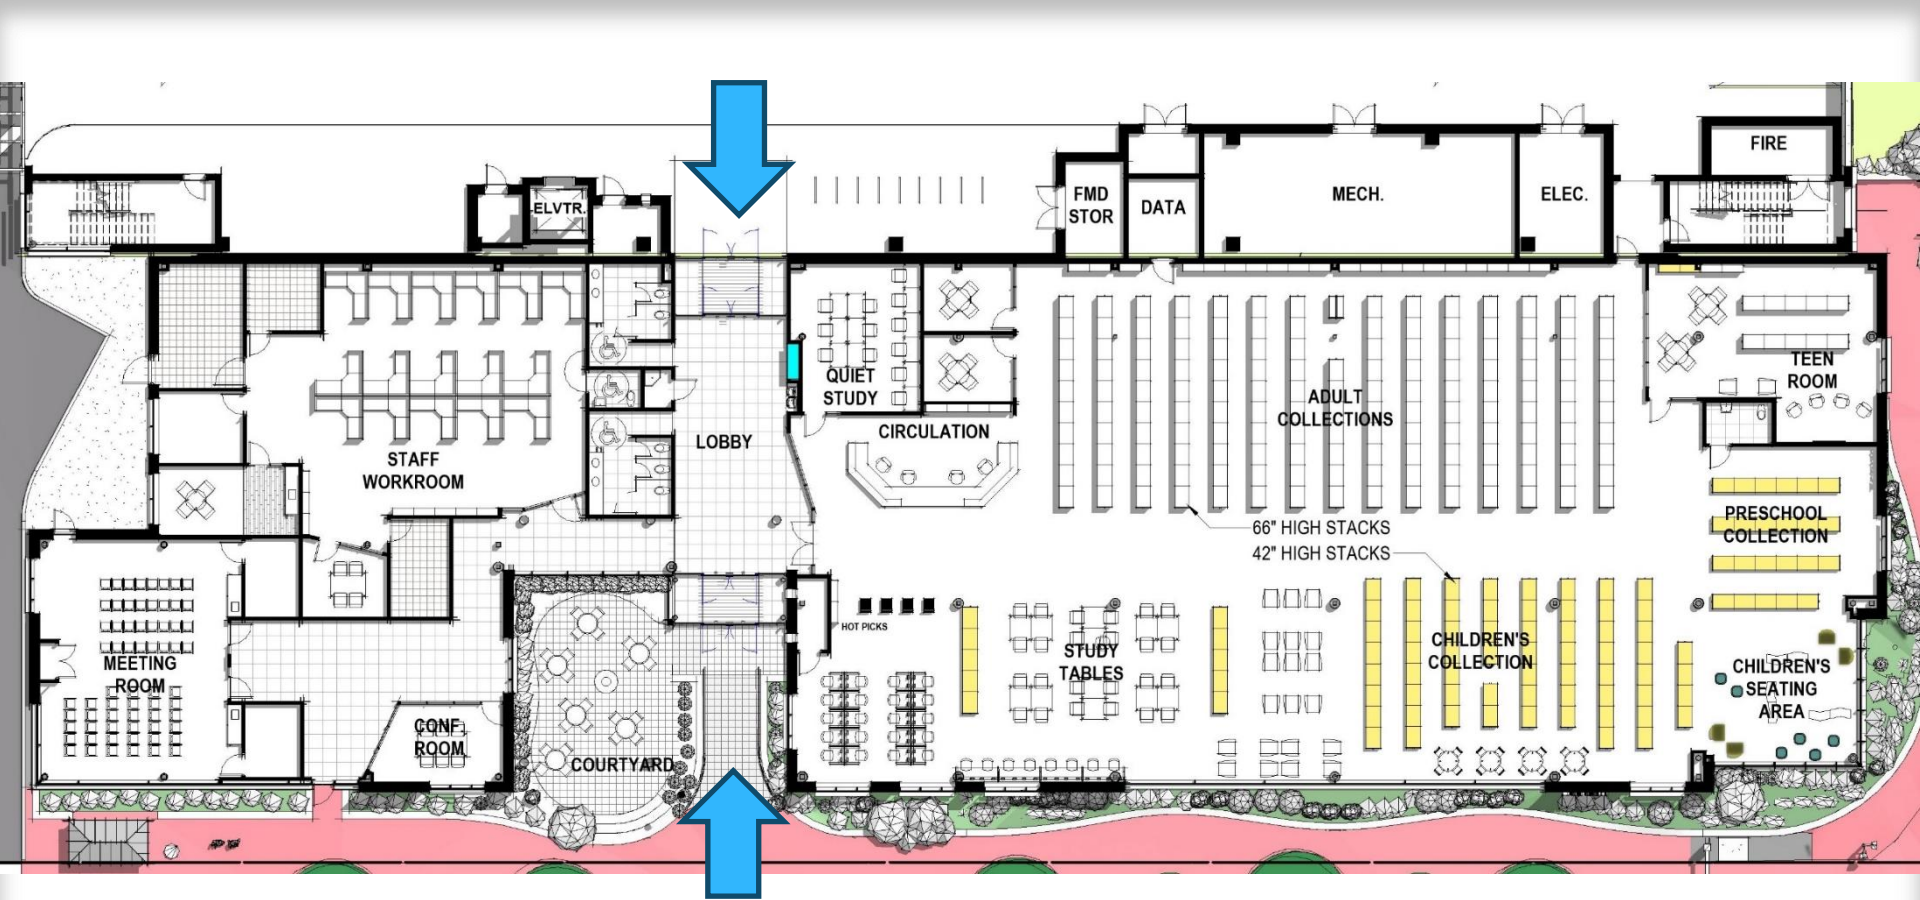 FIRE
FMD
STOR
DATA
MECH.
ELEC.
ELVTR.
QUIET
STUDY
CIRCULATION
LOBBY
STAFF
WORKROOM
ADULT
COLLECTIONS
TEEN
ROOM
66" HIGH STACKS
42" HIGH STACKS
PRESCHOOL
COLLECTION
HOT PICKS
STUDY
TABLES
CHILDREN'S
COLLECTION
CHILDREN'S
SEATING
AREA
MEETING
ROOM
CONF.
ROOM
COURTYARD